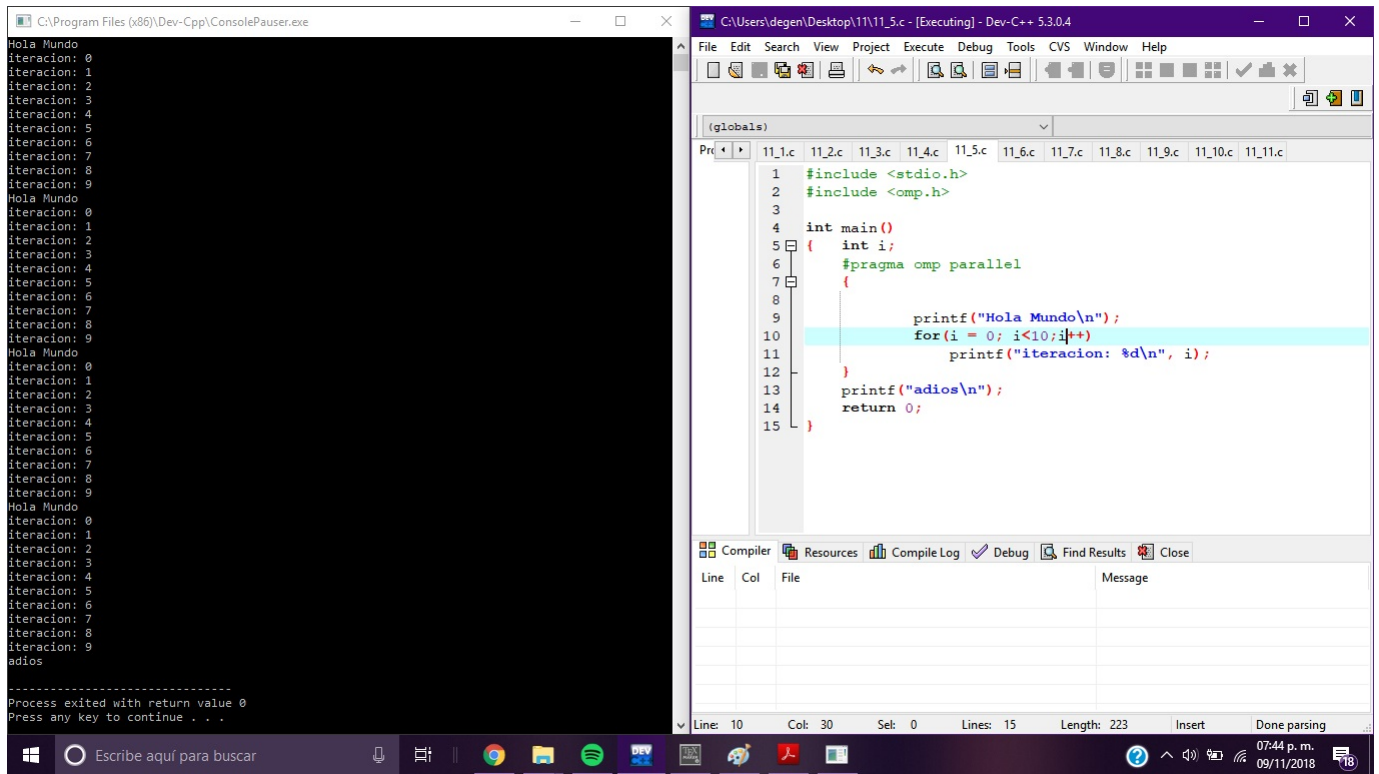 C:\Program Files (x86)\Dev-Cpp\ConsolePauser.exe
Hola Mundo
iteracion: 0
iteracion: 1
iteracion: 2
iteracion: 3
iteracion: 4
iteracion: 5
iteracion: 6
iteracion: 7
iteracion: 8
iteracion: 9
Hola Mundo
iteracion: 0
iteracion: 1
iteracion: 2
iteracion: 3
iteracion: 4
iteracion: 5
iteracion: 6
iteracion: 7
iteracion: 8
iteracion: 9
Hola Mundo
iteracion: 0
iteracion: 1
iteracion: 2
iteracion: 3
iteracion: 4
iteracion: 5
iteracion: 6
iteracion: 7
iteracion: 8
iteracion: 9
Hola Mundo
iteracion: 0
iteracion: 1
iteracion: 2
iteracion: 3
iteracion: 4
iteracion: 5
iteracion: 6
iteracion: 7
iteracion: 8
iteracion: 9
adios
--------------------------------
Process exited with return value 0
Press any key to continue . . .
C:\Users\degen\Desktop\11\11_5.c - [Executing] - Dev-C++ 5.3.0.4
File Edit Search View Project Execute Debug Tools CVS Window Help
(globals)
Prc 11_1.c 11_2.c 11_3.c 11_4.c 11_5.c 11_6.c 11_7.c 11_8.c 11_9.c 11_10.c 11_11.c
1 #include <stdio.h>
2 #include <omp.h>
3
4 int main()
5 { int i;
6 #pragma omp parallel
7 {
8
9 printf("Hola Mundo\n");
10 for(i = 0; i<10;i++)
11 printf("iteracion: %d\n", i);
12 }
13 printf("adios\n");
14 return 0;
15 }
Compiler Resources Compile Log Debug Find Results Close
Line Col File Message
Line: 10 Col: 30 Sel: 0 Lines: 15 Length: 223 Insert Done parsing
Escribe aquí para buscar
DEV
07:44 p. m.
09/11/2018
18